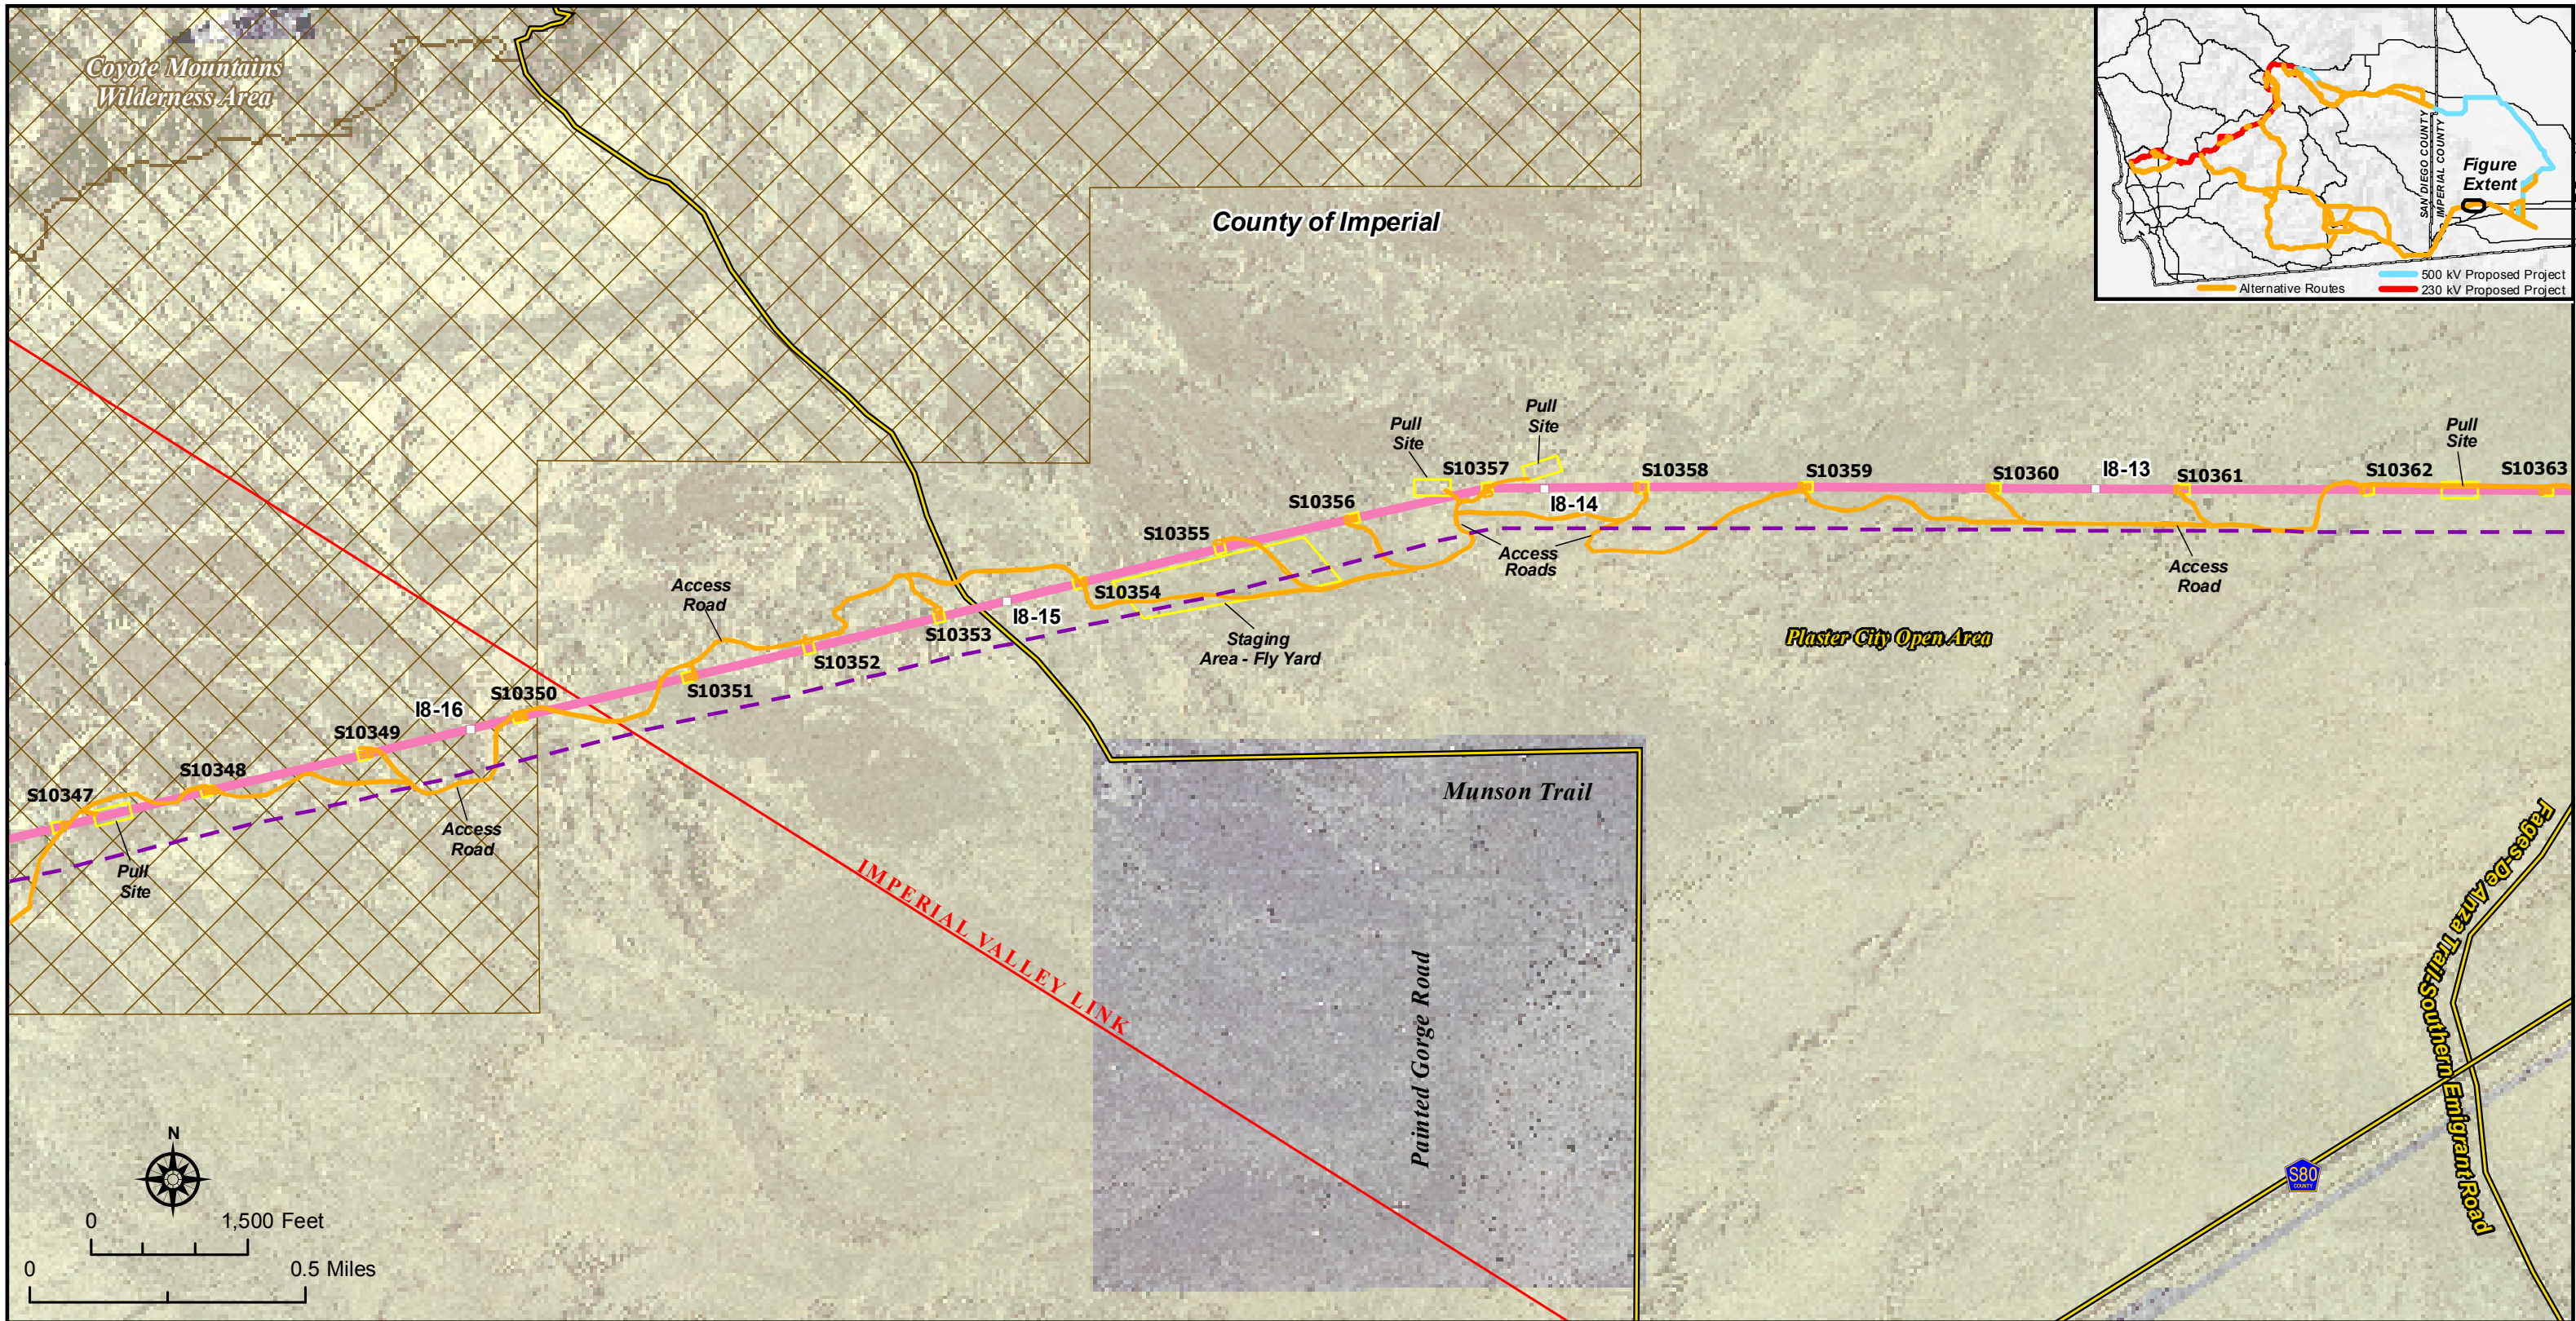 Coyote Mountains
Wilderness Area
County of Imperial
SAN DIEGO COUNTY
IMPERIAL COUNTY
Figure
Extent
500 kV Proposed Project
Alternative Routes
230 kV Proposed Project
Pull
Site
Pull
Site
Pull
Site
S10357
S10358
S10359
S10360
I8-13
S10361
S10362
S10363
S10356
I8-14
S10355
Access
Roads
Access
Road
Access
Road
S10354
I8-15
S10353
Staging
Area - Fly Yard
Plaster City Open Area
S10352
S10351
S10350
I8-16
S10349
S10348
S10347
Access
Road
Pull
Site
Munson Trail
IMPERIAL VALLEY LINK
Painted Gorge Road
Fages-De Anza Trail-Southern Emigrant Road
S80
COUNTY
N
0 1,500 Feet
0 0.5 Miles